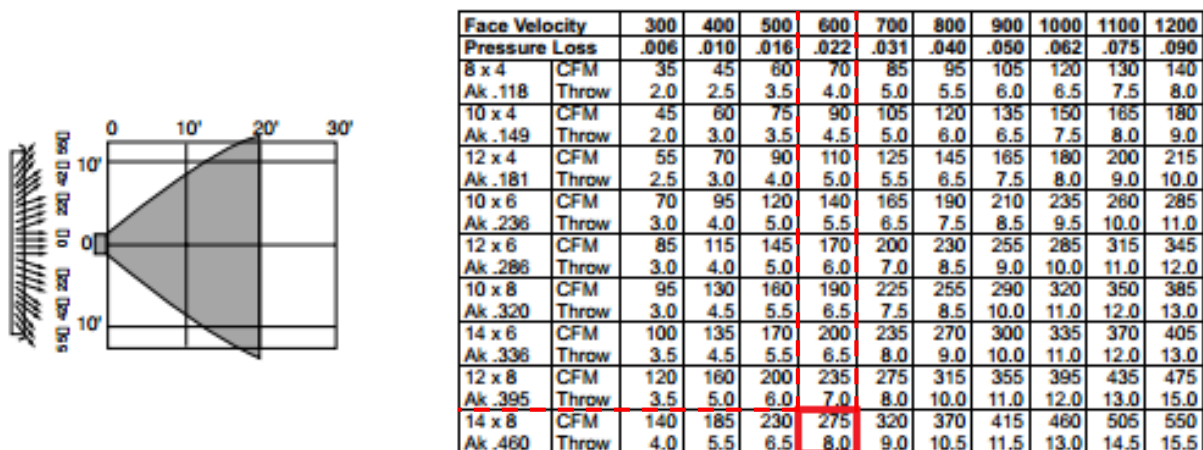 0 10' 20' 30'
10'
0
10'
Face Velocity 300 400 500 600 700 800 900 1000 1100 1200
Pressure Loss .006 .010 .016 .022 .031 .040 .050 .062 .075 .090
8 x 4 CFM 35 45 60 70 85 95 105 120 130 140
Ak .118 Throw 2.0 2.5 3.5 4.0 5.0 5.5 6.0 6.5 7.5 8.0
10 x 4 CFM 45 60 75 90 105 120 135 150 165 180
Ak .149 Throw 2.0 3.0 3.5 4.5 5.0 6.0 6.5 7.5 8.0 9.0
12 x 4 CFM 55 70 90 110 125 145 165 180 200 215
Ak .181 Throw 2.5 3.0 4.0 5.0 5.5 6.5 7.5 8.0 9.0 10.0
10 x 6 CFM 70 95 120 140 165 190 210 235 260 285
Ak .236 Throw 3.0 4.0 5.0 5.5 6.5 7.5 8.5 9.5 10.0 11.0
12 x 6 CFM 85 115 145 170 200 230 255 285 315 345
Ak .286 Throw 3.0 4.0 5.0 6.0 7.0 8.5 9.0 10.0 11.0 12.0
10 x 8 CFM 95 130 160 190 225 255 290 320 350 385
Ak .320 Throw 3.0 4.5 5.5 6.5 7.5 8.5 10.0 11.0 12.0 13.0
14 x 6 CFM 100 135 170 200 235 270 300 335 370 405
Ak .336 Throw 3.5 4.5 5.5 6.5 8.0 9.0 10.0 11.0 12.0 13.0
12 x 8 CFM 120 160 200 235 275 315 355 395 435 475
Ak .395 Throw 3.5 5.0 6.0 7.0 8.0 10.0 11.0 12.0 13.0 15.0
14 x 8 CFM 140 185 230 275 320 370 415 460 505 550
Ak .460 Throw 4.0 5.5 6.5 8.0 9.0 10.5 11.5 13.0 14.5 15.5